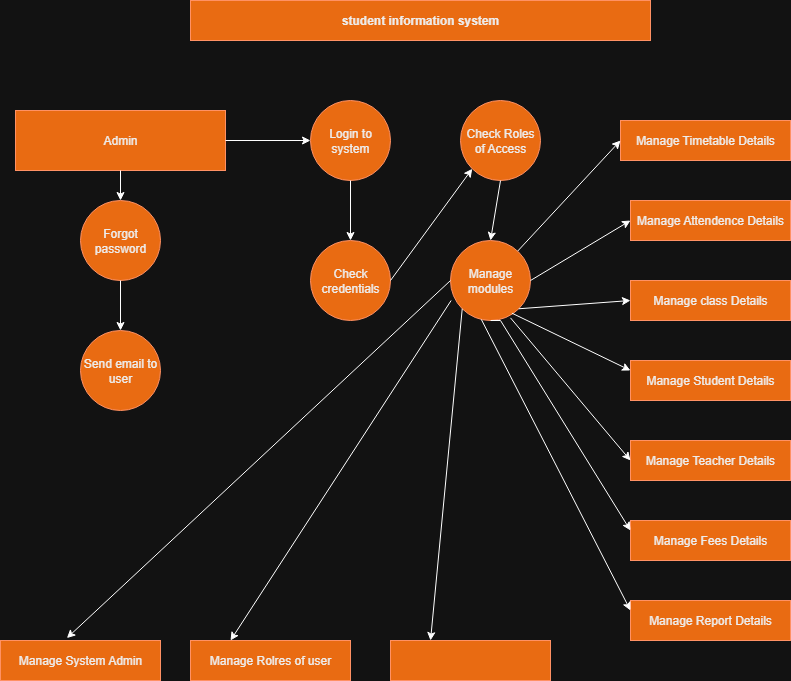 student information system
Admin
Login to
system
Check Roles
of Access
Manage Timetable Details
Manage Attendence Details
Forgot
password
Check
credentials
Manage
modules
Manage class Details
Send email to
user
Manage Student Details
Manage Teacher Details
Manage Fees Details
Manage Report Details
Manage System Admin
Manage Rolres of user